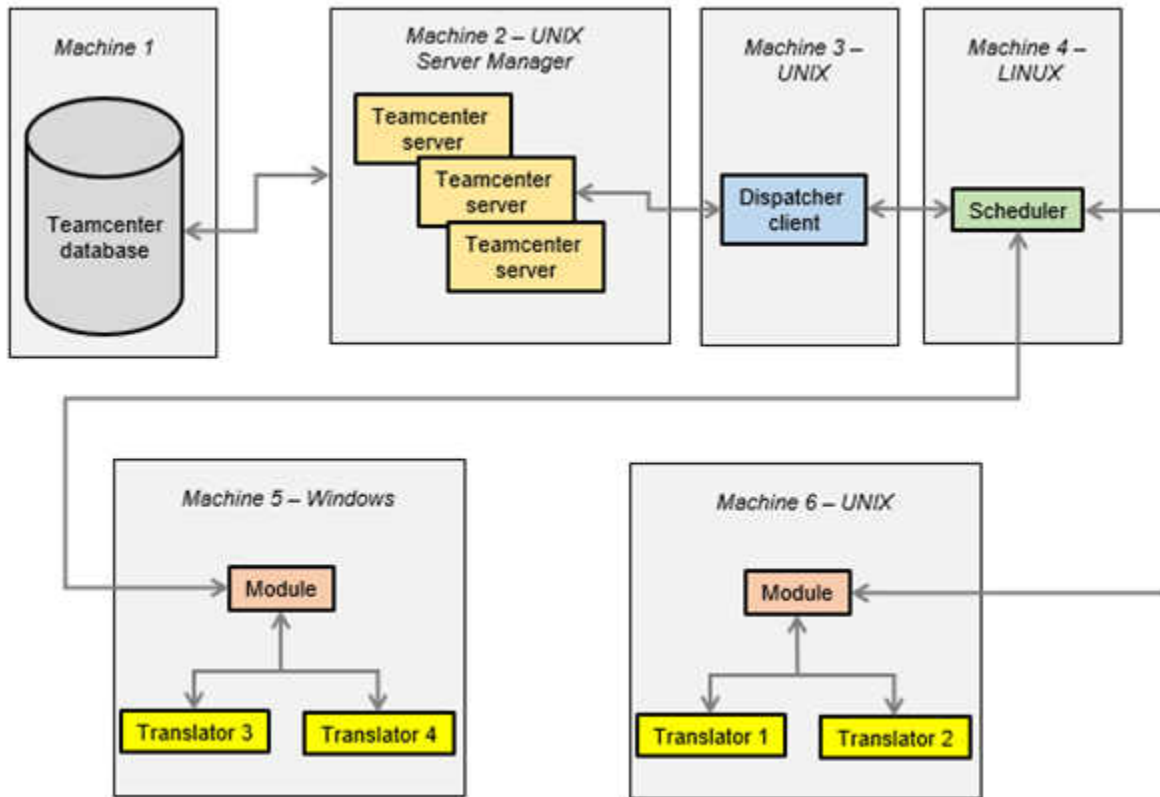 Machine 1
Teamcenter
database
Machine 2 – UNIX
Server Manager
Teamcenter
server
Teamcenter
server
Teamcenter
server
Machine 3 –
UNIX
Dispatcher
client
Machine 4 –
LINUX
Scheduler
Machine 5 – Windows
Module
Translator 3
Translator 4
Machine 6 – UNIX
Module
Translator 1
Translator 2